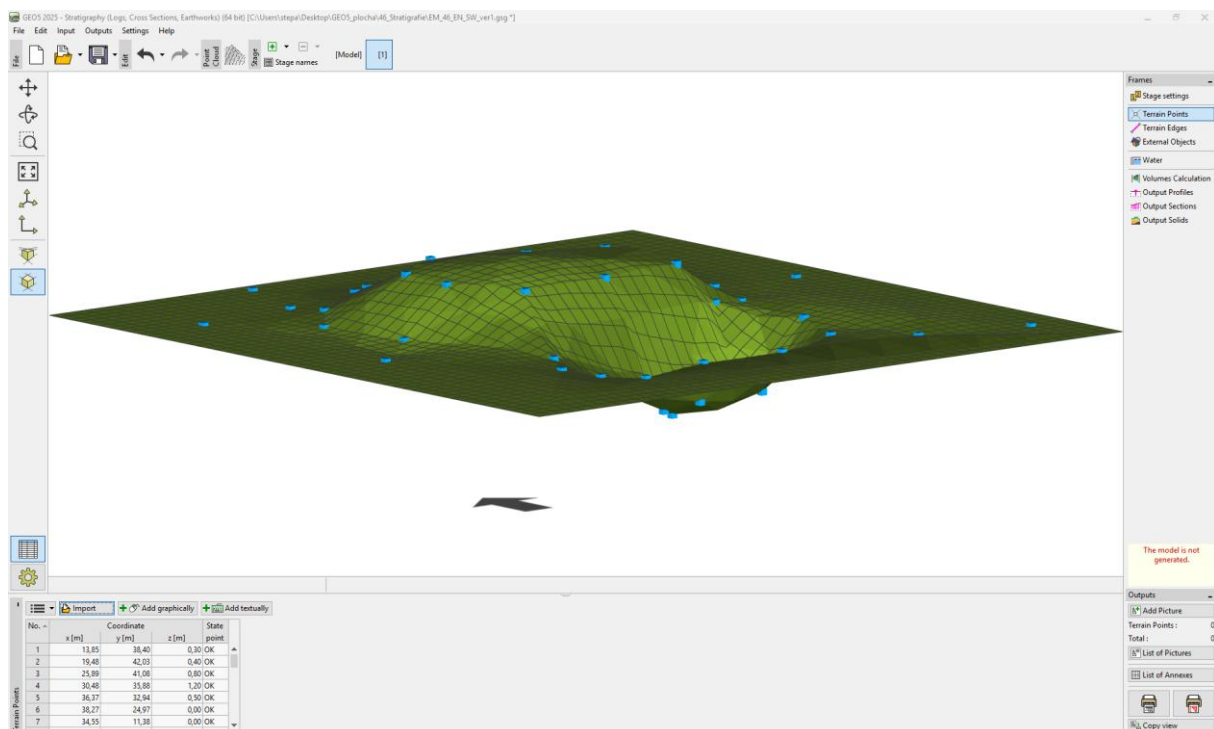 GEO5 2025 - Stratigraphy (Logs, Cross Sections, Earthworks) (64 bit) [C:\Users\stepa\Desktop\GEO5_plocha\46_Stratigrafie\EM_46_EN_SW_ver1.gsg *]
File Edit Input Outputs Settings Help
File
Edit
Point Cloud
Stage
Stage names
[Model]
[1]
Frames
Stage settings
Terrain Points
Terrain Edges
External Objects
Water
Volumes Calculation
Output Profiles
Output Sections
Output Solids
The model is not
generated.
Import Add graphically Add textually
No. Coordinate State
x [m] y [m] z [m] point
1 13,85 38,40 0,30 OK
2 19,48 42,03 0,40 OK
3 25,89 41,08 0,80 OK
4 30,48 35,88 1,20 OK
5 36,37 32,94 0,50 OK
6 38,27 24,97 0,00 OK
7 34,55 11,38 0,00 OK
Terrain Points
Outputs
Add Picture
Terrain Points : 0
Total : 0
List of Pictures
List of Annexes
Copy view